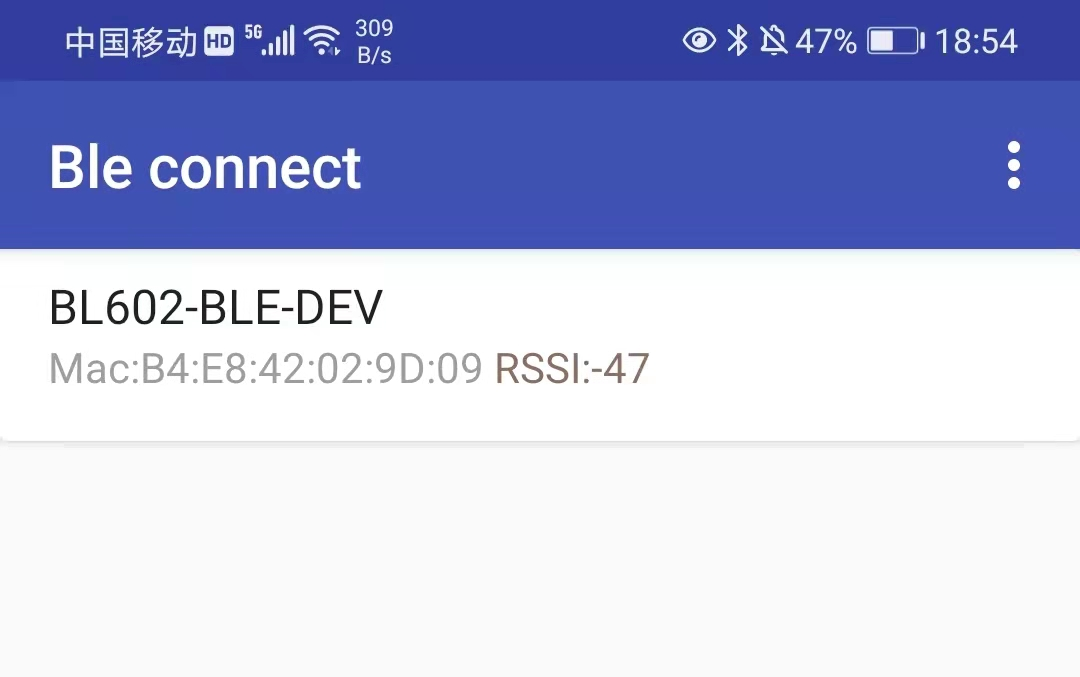 中国移动 HD 5G 309 B/s 47% 18:54
Ble connect
BL602-BLE-DEV
Mac:B4:E8:42:02:9D:09 RSSI:-47